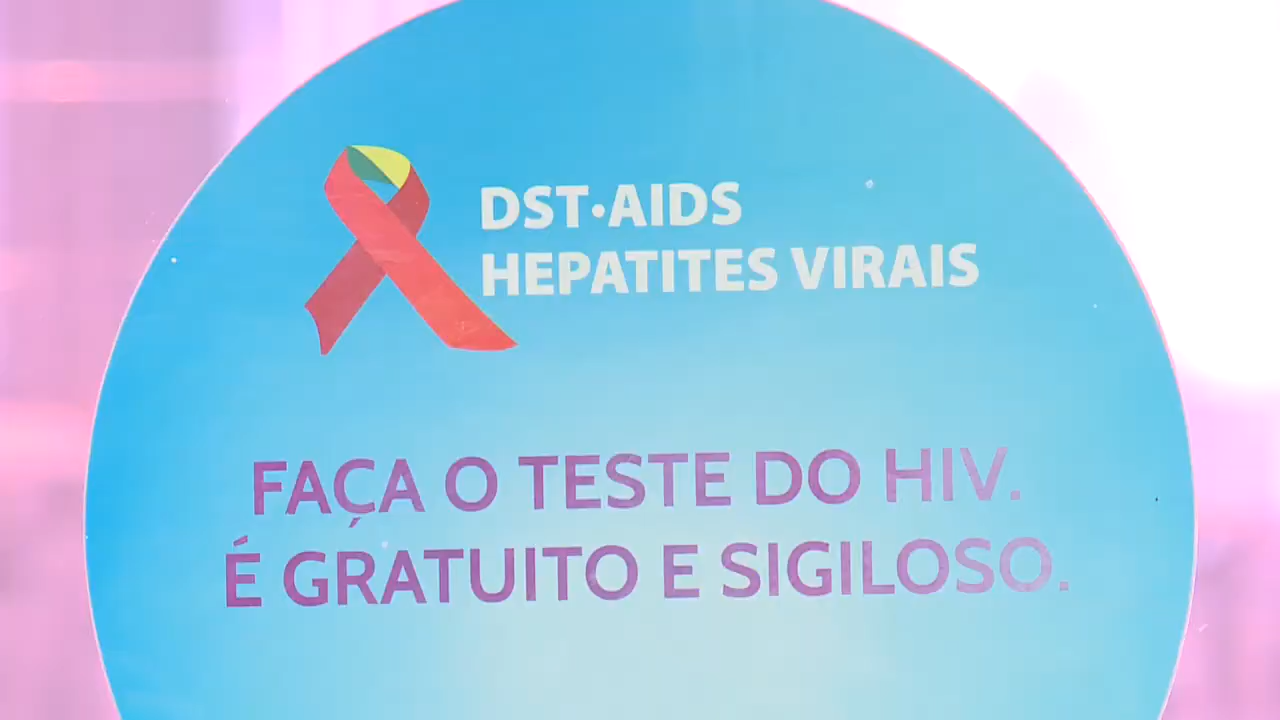 DST•AIDS
HEPATITES VIRAIS
FAÇA O TESTE DO HIV.
É GRATUITO E SIGILOSO.